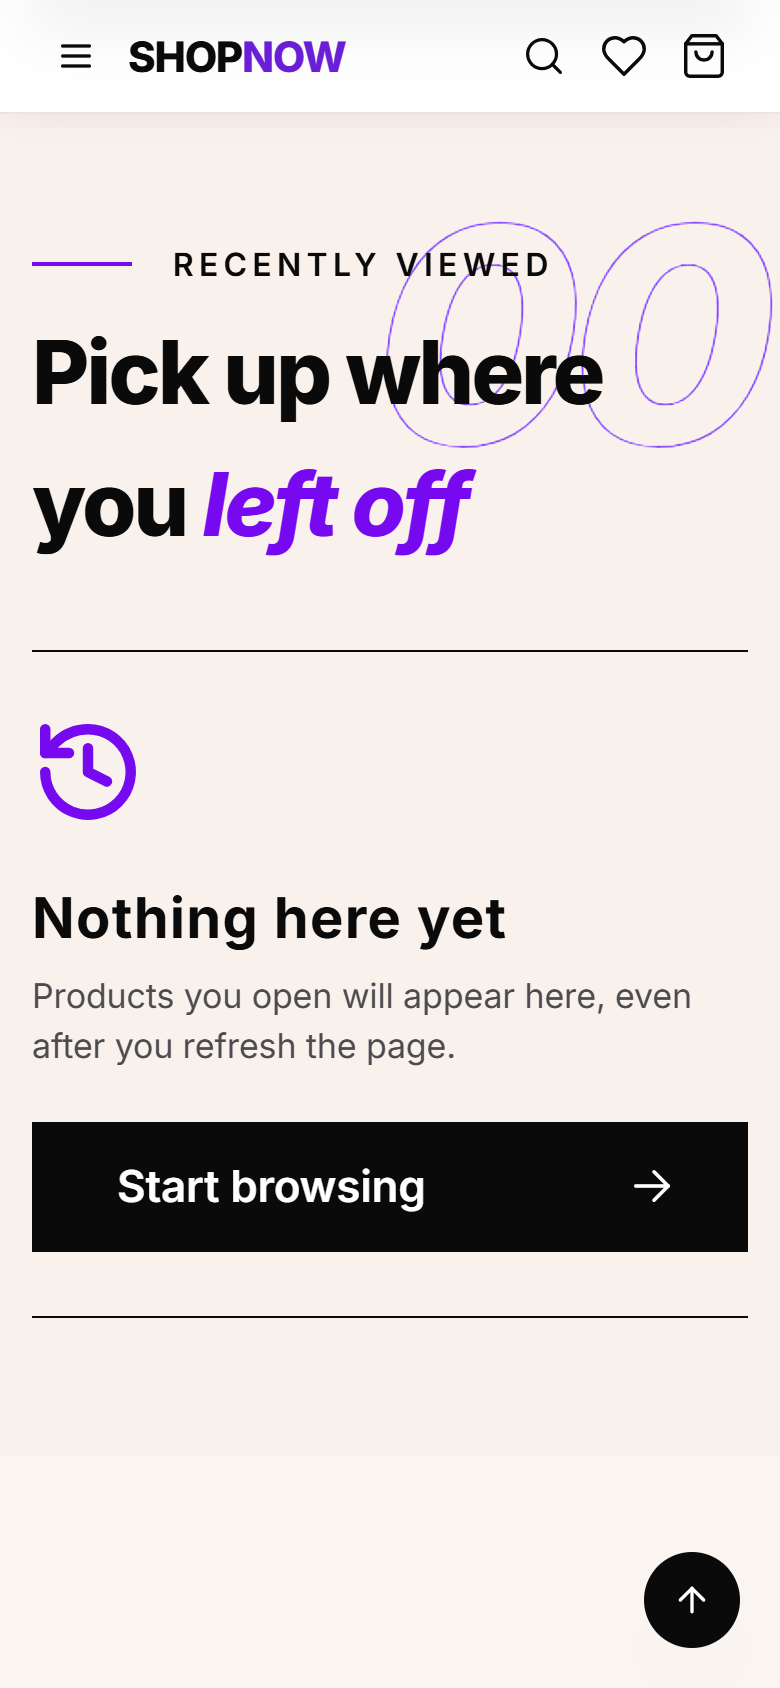 SHOPNOW
RECENTLY VIEWED
00
Pick up where
you left off
Nothing here yet
Products you open will appear here, even
after you refresh the page.
Start browsing